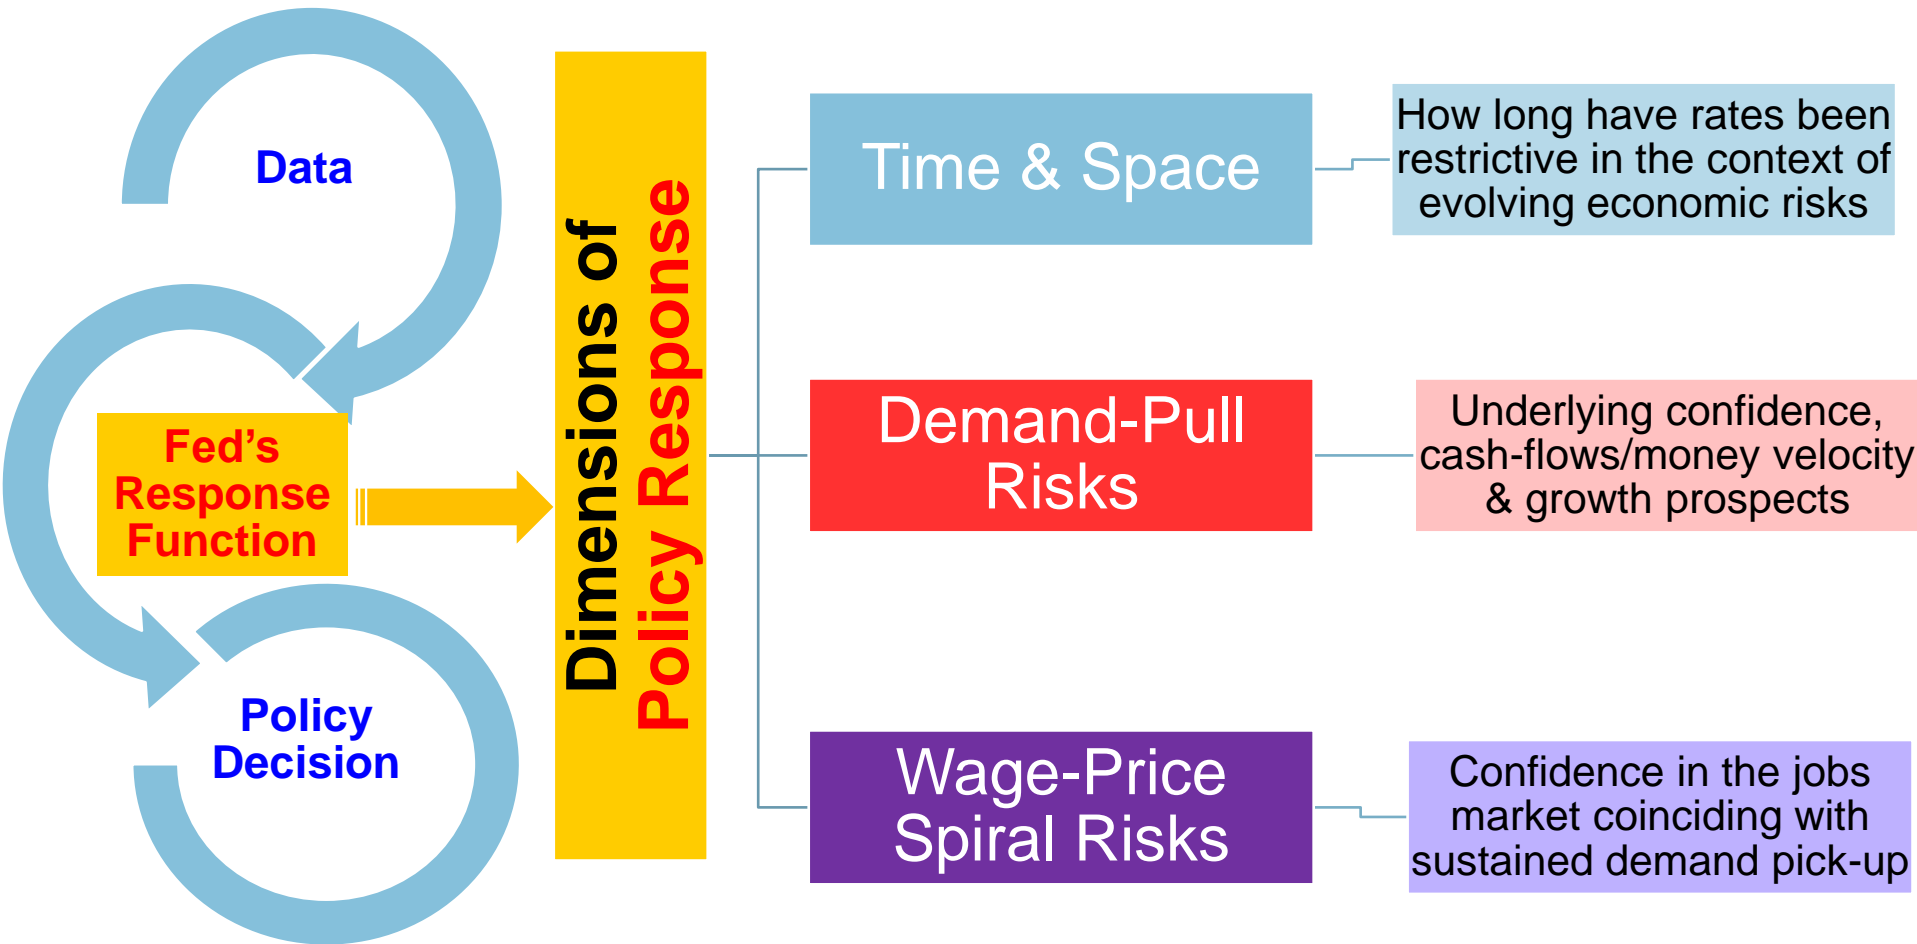 Data
Fed's
Response
Function
Policy
Decision
Dimensions of
Policy Response
Time & Space
How long have rates been
restrictive in the context of
evolving economic risks
Demand-Pull
Risks
Underlying confidence,
cash-flows/money velocity
& growth prospects
Wage-Price
Spiral Risks
Confidence in the jobs
market coinciding with
sustained demand pick-up